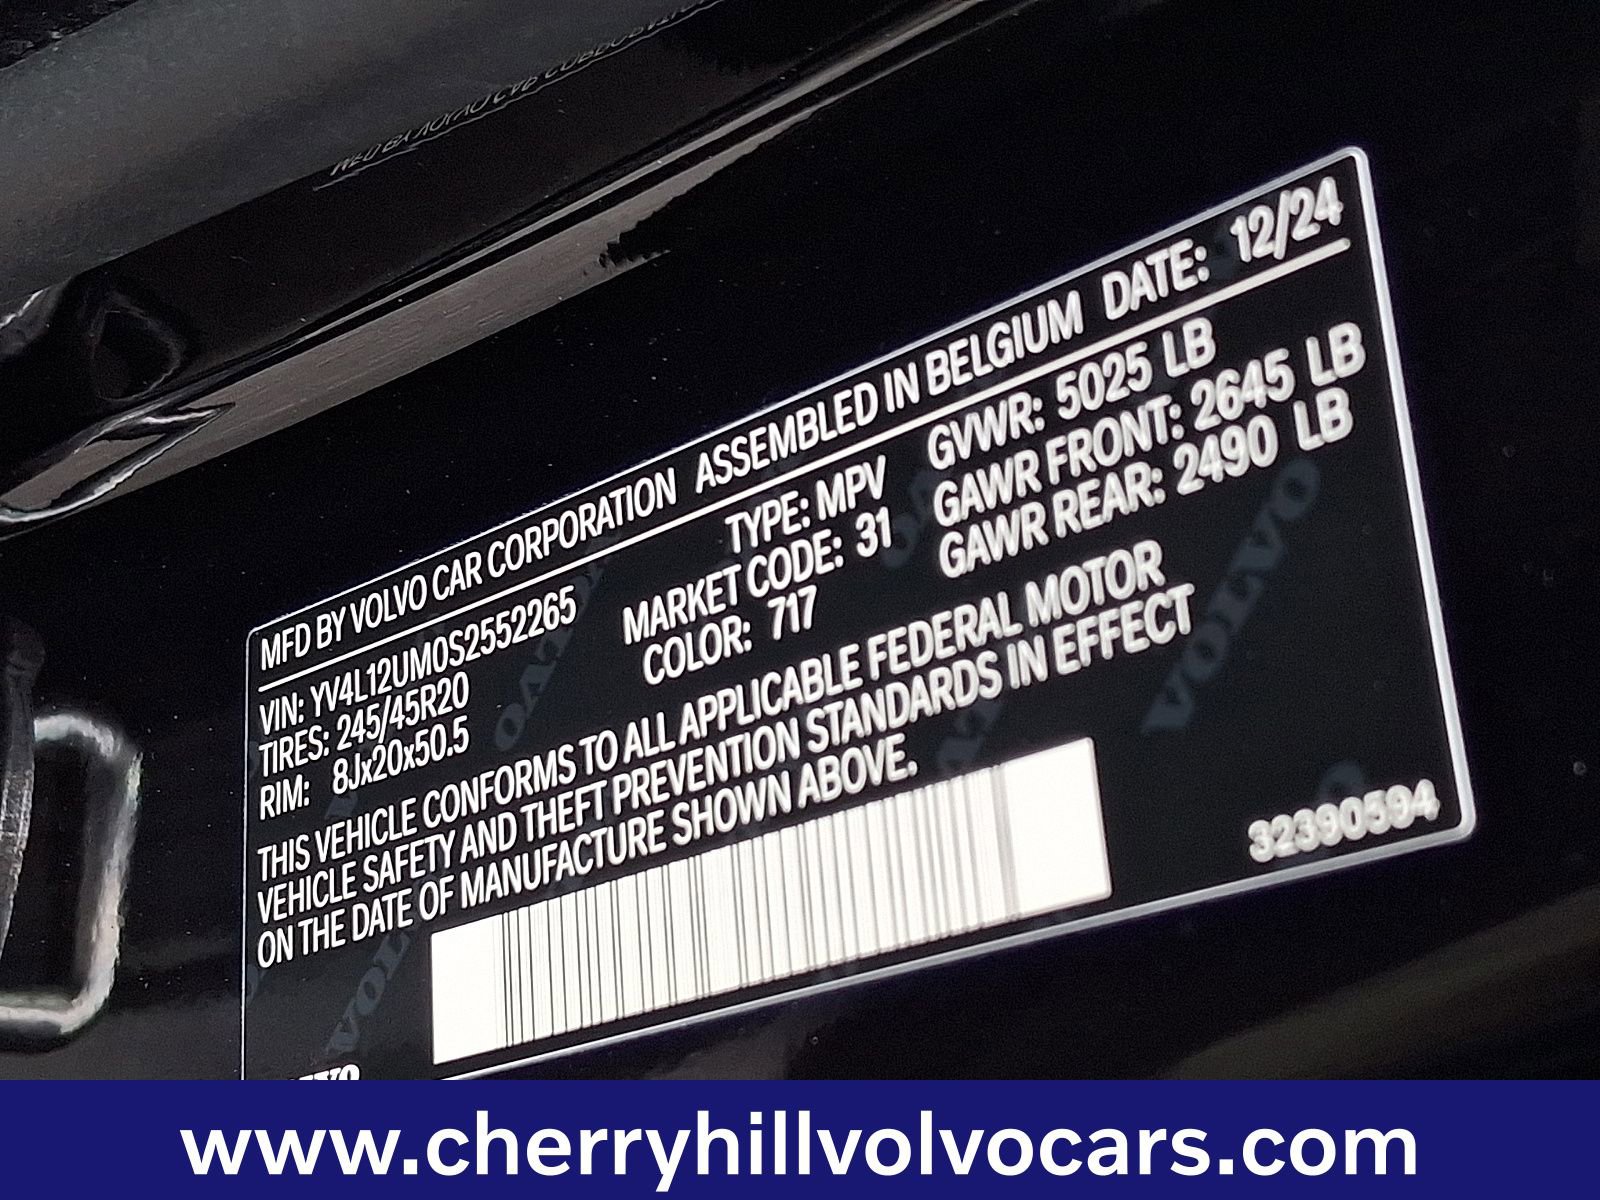 MFD BY VOLVO CAR CORPORATION ASSEMBLED IN BELGIUM DATE: 12/24
VIN: YV4L12UM0S2552265 TYPE: MPV GVWR: 5025 LB
TIRES: 245/45R20 MARKET CODE: 31 GAWR FRONT: 2645 LB
RIM: 8Jx20x50.5 COLOR: 717 GAWR REAR: 2490 LB
THIS VEHICLE CONFORMS TO ALL APPLICABLE FEDERAL MOTOR
VEHICLE SAFETY AND THEFT PREVENTION STANDARDS IN EFFECT
ON THE DATE OF MANUFACTURE SHOWN ABOVE.
32390594
VOLVO
www.cherryhillvolvocars.com